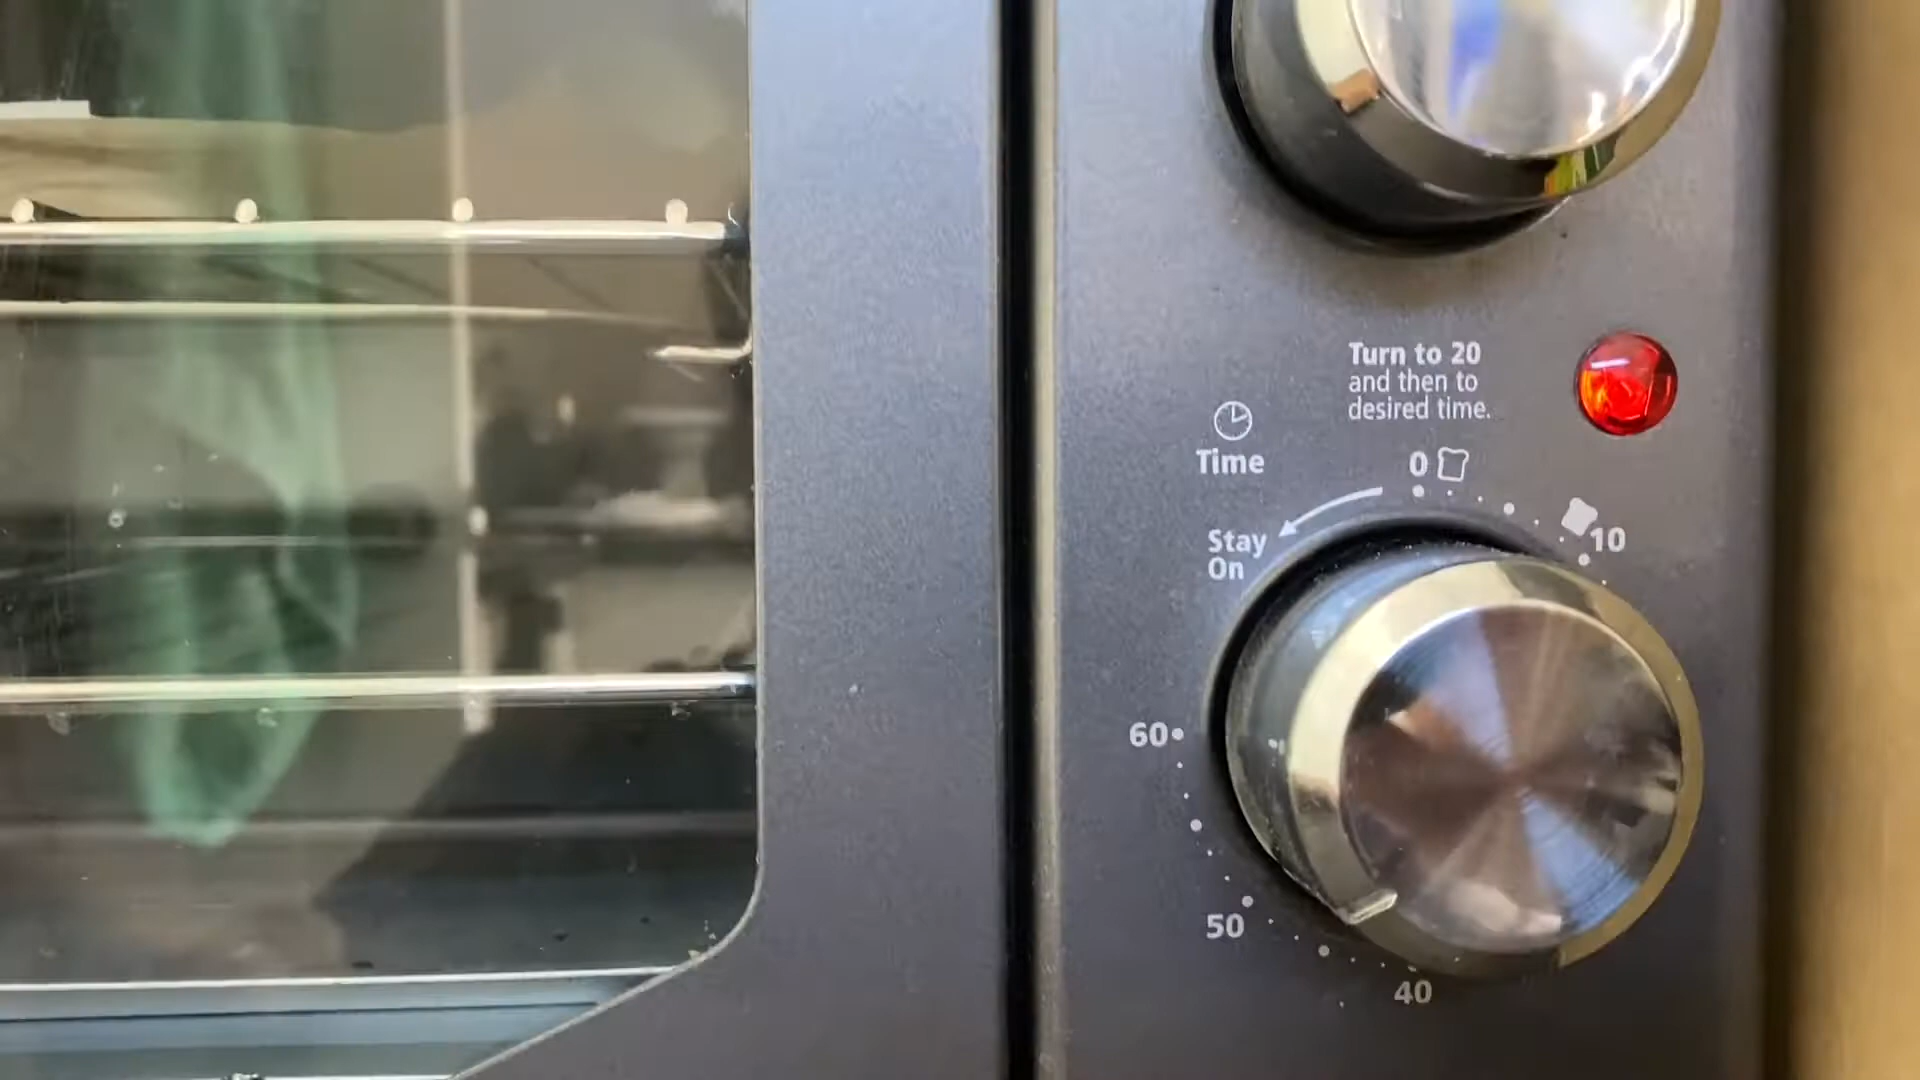 Turn to 20
and then to
desired time.
Time
0
Stay
On
10
60
50
40